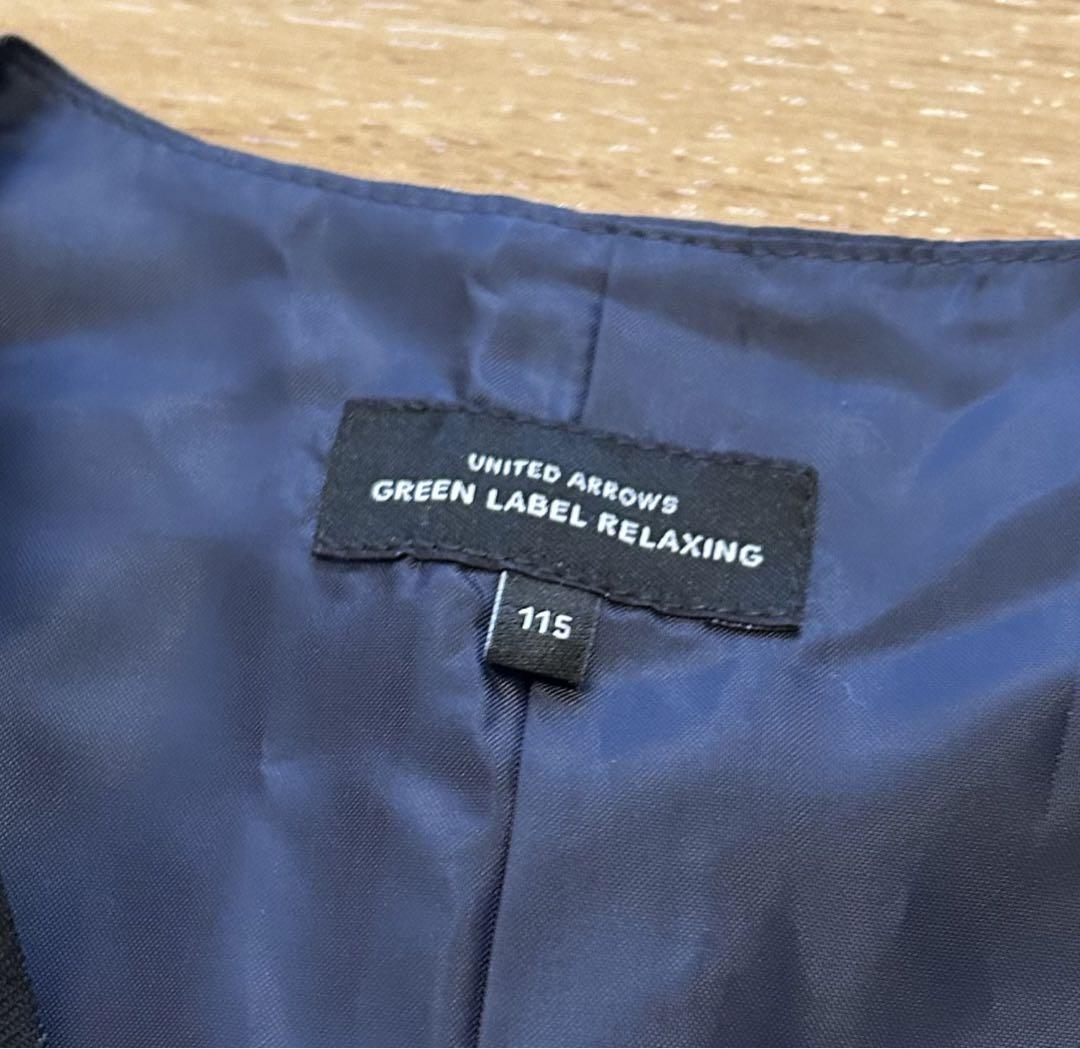 UNITED ARROWS
GREEN LABEL RELAXING
115